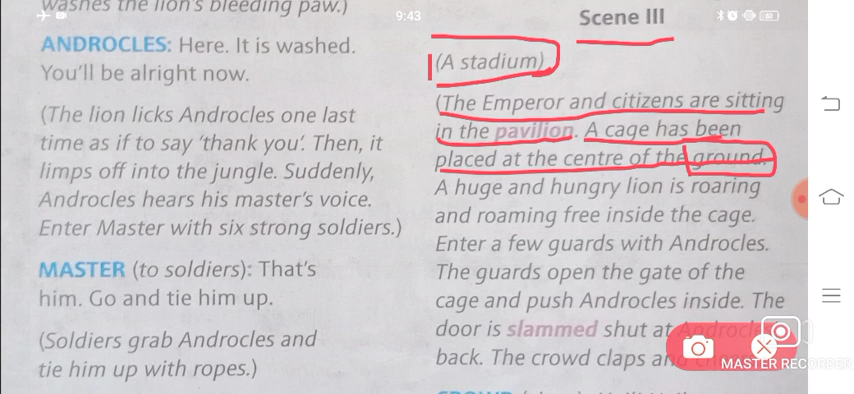 washes the lion's bleeding paw.)
ANDROCLES: Here. It is washed.
You'll be alright now.
(The lion licks Androcles one last
time as if to say 'thank you'. Then, it
limps off into the jungle. Suddenly,
Androcles hears his master's voice.
Enter Master with six strong soldiers.)
MASTER (to soldiers): That's
him. Go and tie him up.
(Soldiers grab Androcles and
tie him up with ropes.)
9:43
Scene III
(A stadium)
(The Emperor and citizens are sitting
in the pavilion. A cage has been
placed at the centre of the ground.
A huge and hungry lion is roaring
and roaming free inside the cage.
Enter a few guards with Androcles.
The guards open the gate of the
cage and push Androcles inside. The
door is slammed shut at
back. The crowd claps
MASTER RECORDER